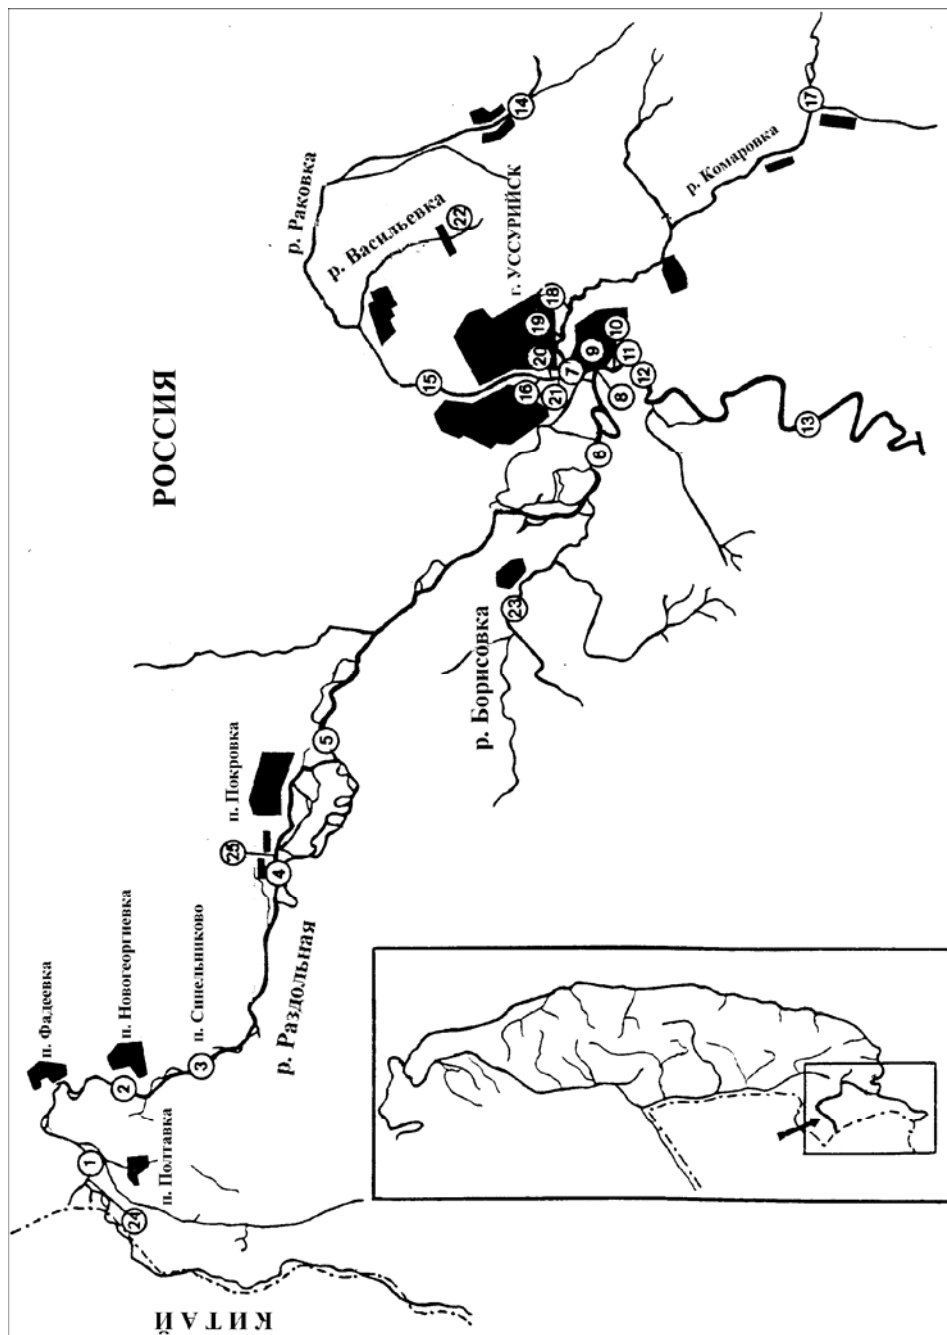 РОССИЯ
КИТАЙ
п. Фадеевка
п. Новогеоргиевка
п. Синельниково
п. Полтавка
п. Покровка
р. Раздольная
р. Борисовка
р. Раковка
р. Васильевка
г. УССУРИЙСК
р. Комаровка
1
2
3
4
5
6
7
8
9
10
11
12
13
14
15
16
17
18
19
20
21
22
23
24
25